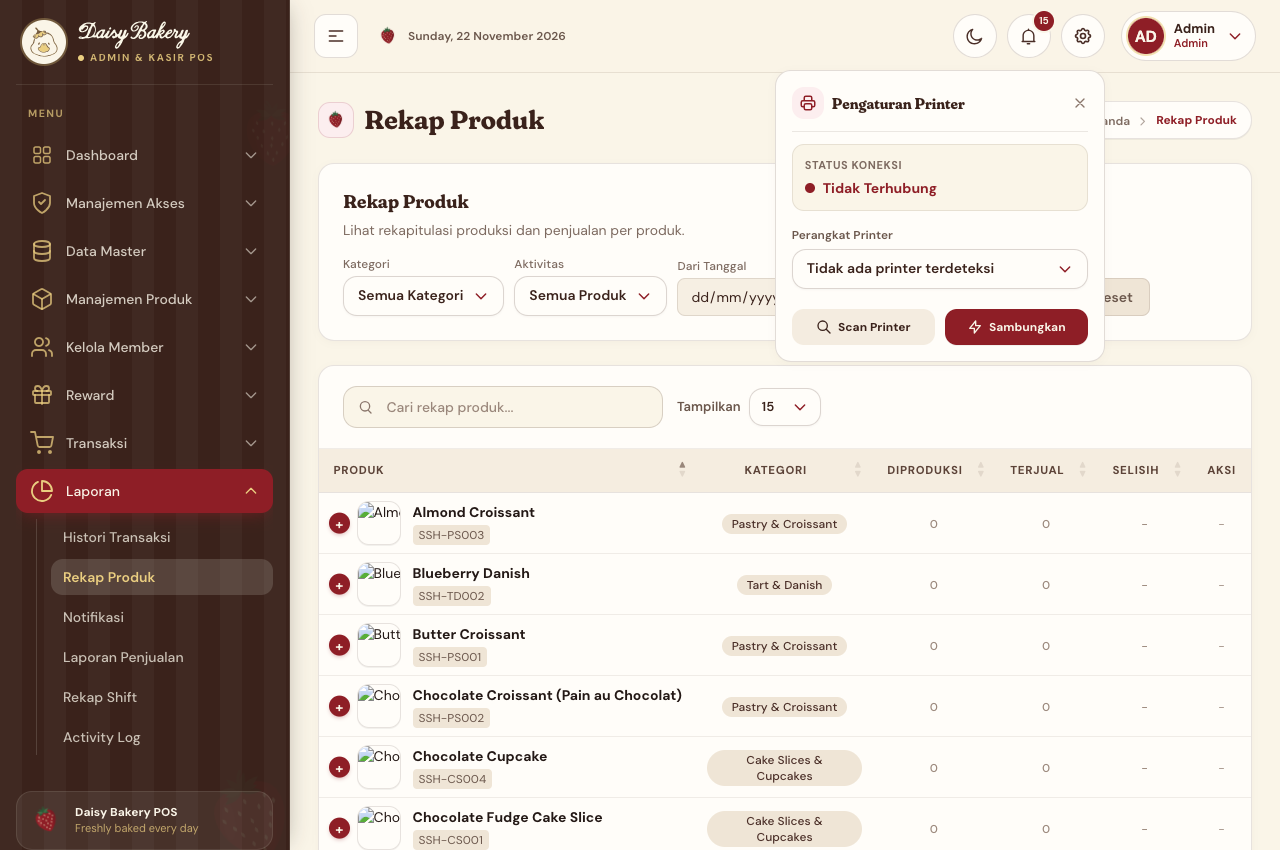 Daisy Bakery
ADMIN & KASIR POS
MENU
Dashboard
Manajemen Akses
Data Master
Manajemen Produk
Kelola Member
Reward
Transaksi
Laporan
Histori Transaksi
Rekap Produk
Notifikasi
Laporan Penjualan
Rekap Shift
Activity Log
Daisy Bakery POS
Freshly baked every day
Sunday, 22 November 2026
15
AD
Admin
Admin
Rekap Produk
anda
Rekap Produk
Pengaturan Printer
STATUS KONEKSI
Tidak Terhubung
Perangkat Printer
Tidak ada printer terdeteksi
Scan Printer
Sambungkan
Rekap Produk
Lihat rekapitulasi produksi dan penjualan per produk.
Kategori
Semua Kategori
Aktivitas
Semua Produk
Dari Tanggal
dd/mm/yyyy
eset
Cari rekap produk...
Tampilkan
15
PRODUK KATEGORI DIPRODUKSI TERJUAL SELISIH AKSI
+ Almo Almond Croissant Pastry & Croissant 0 0 - -
SSH-PS003
+ Blue Blueberry Danish Tart & Danish 0 0 - -
SSH-TD002
+ Butt Butter Croissant Pastry & Croissant 0 0 - -
SSH-PS001
+ Cho Chocolate Croissant (Pain au Chocolat) Pastry & Croissant 0 0 - -
SSH-PS002
+ Cho Chocolate Cupcake Cake Slices & Cupcakes 0 0 - -
SSH-CS004
+ Cho Chocolate Fudge Cake Slice Cake Slices & Cupcakes 0 0 - -
SSH-CS001